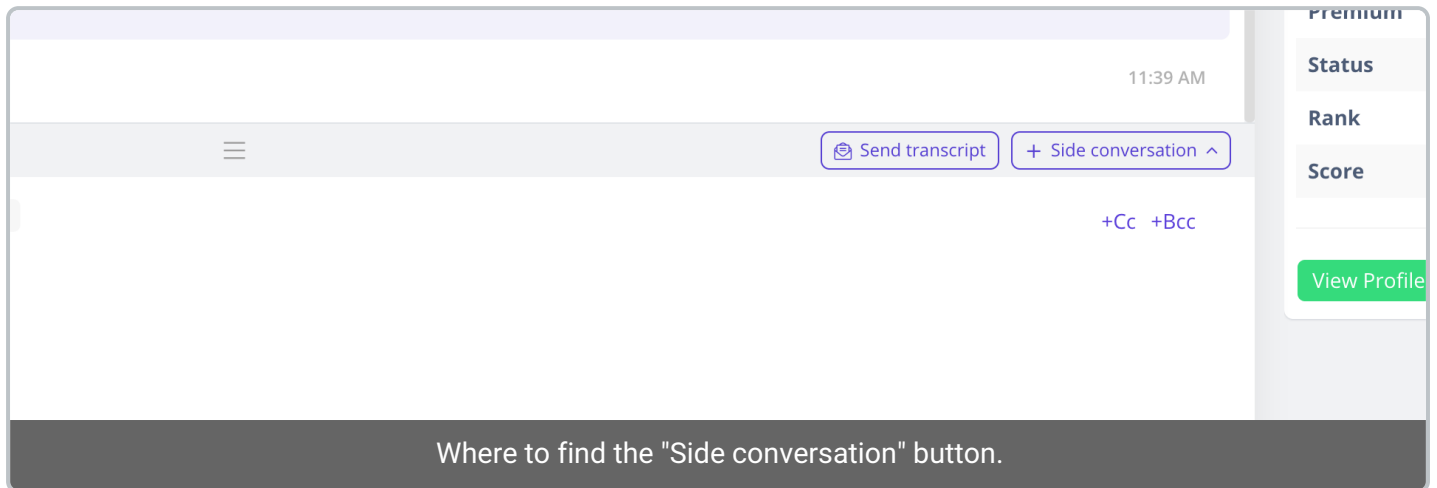 Premium
11:39 AM
Status
Rank
Send transcript
+ Side conversation
Score
+Cc +Bcc
View Profile
Where to find the "Side conversation" button.